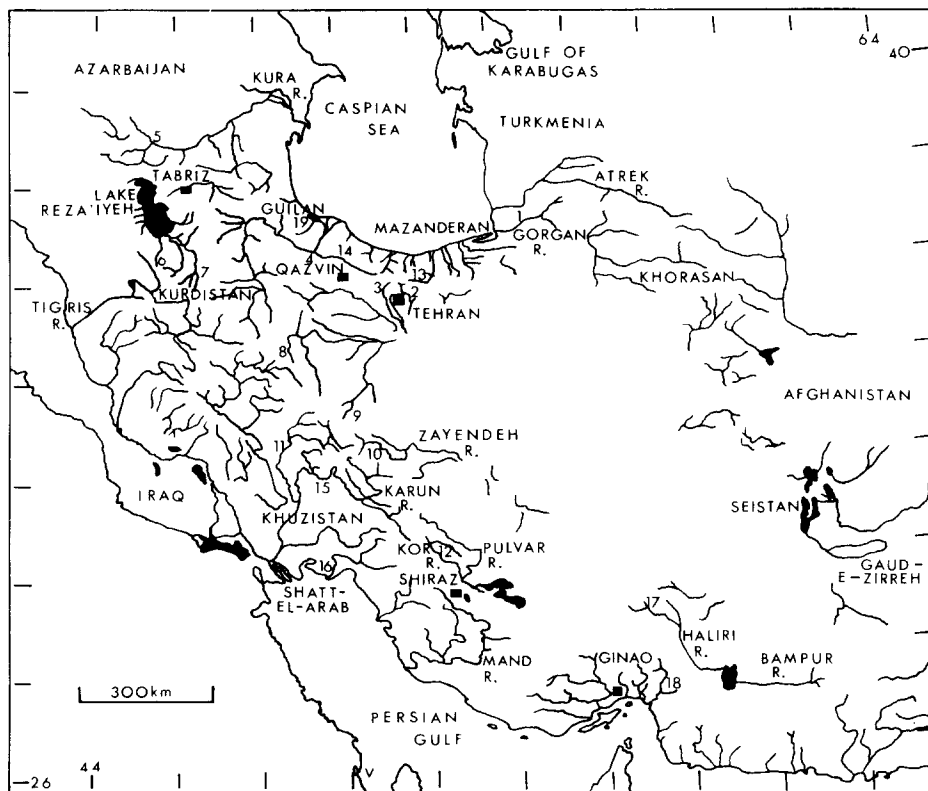 64
40
AZARBAIJAN
KURA
R.
CASPIAN
SEA
GULF OF
KARABUGAS
TURKMENIA
5
TABRIZ
LAKE
REZA'IYEH
ATREK
R.
GUILAN
19
MAZANDERAN
GORGAN
R.
14
4
QAZVIN
13
6
7
KURDISTAN
3
2
TEHRAN
1
KHORASAN
TIGRIS
R.
8
AFGHANISTAN
9
ZAYENDEH
R.
11
10
15
KARUN
R.
IRAQ
SEISTAN
KHUZISTAN
KOR
R.
12
PULVAR
R.
GAUD-
E-ZIRREH
16
SHIRAZ
SHATT-
EL-ARAB
17
HALIRI
R.
MAND
R.
GINAO
18
BAMPUR
R.
300km
PERSIAN
GULF
26
44